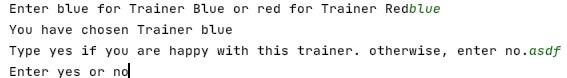 Enter blue for Trainer Blue or red for Trainer Redblue
You have chosen Trainer blue
Type yes if you are happy with this trainer. otherwise, enter no.asdf
Enter yes or no